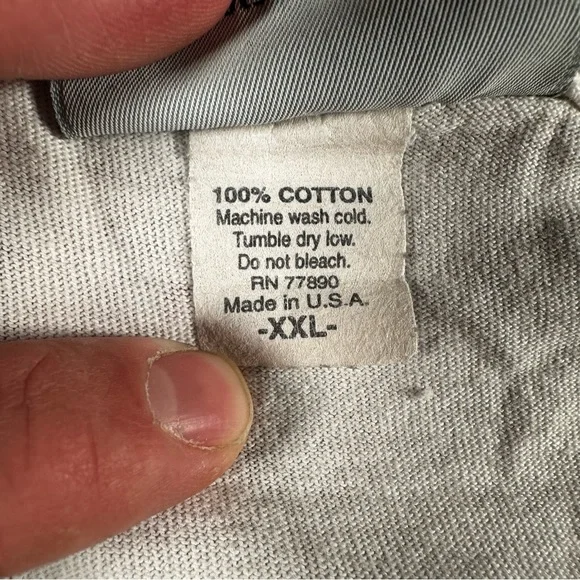 100% COTTON
Machine wash cold.
Tumble dry low.
Do not bleach.
RN 77890
Made in U.S.A.
-XXL-